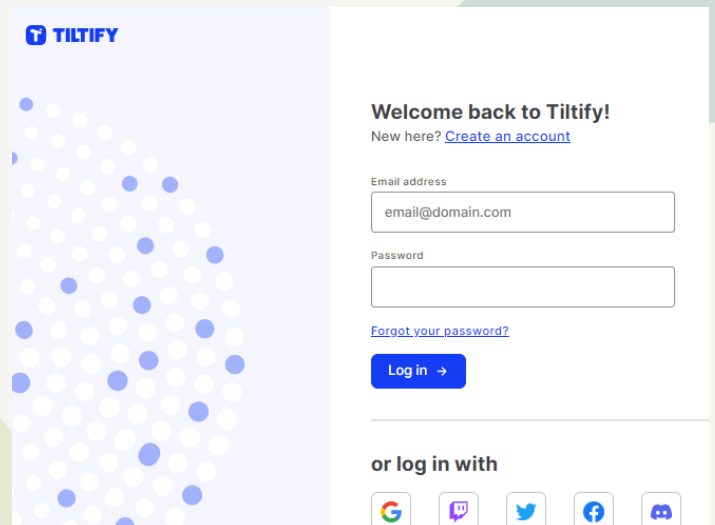 TILTIFY
Welcome back to Tiltify!
New here? Create an account
Email address
email@domain.com
Password
Forgot your password?
Log in →
or log in with